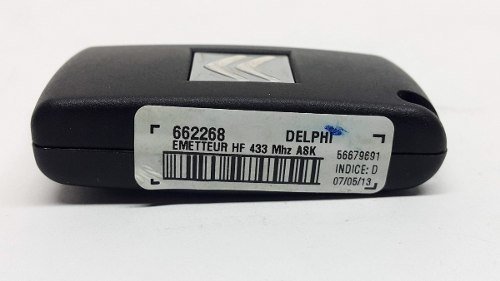 662268 DELPHI
EMETTEUR HF 433 Mhz ASK
56679691
INDICE: D
07/05/13